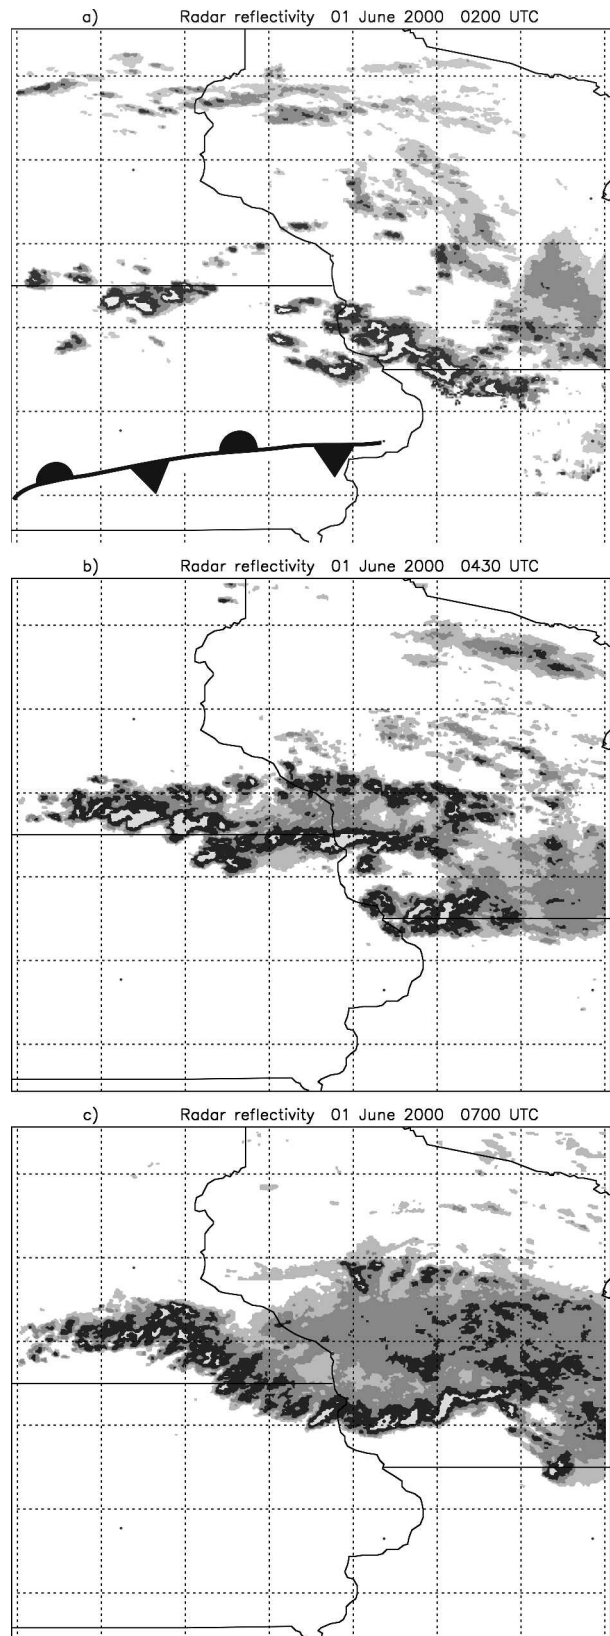 a) Radar reflectivity 01 June 2000 0200 UTC
b) Radar reflectivity 01 June 2000 0430 UTC
c) Radar reflectivity 01 June 2000 0700 UTC